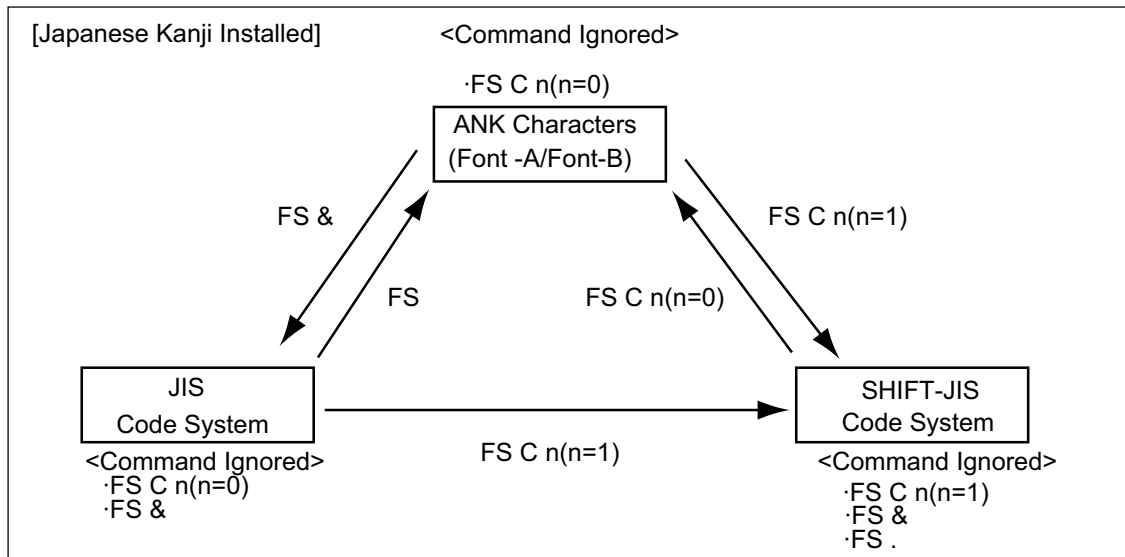 [Japanese Kanji Installed]
<Command Ignored>
·FS C n(n=0)
ANK Characters
(Font -A/Font-B)
FS &
FS C n(n=1)
FS
FS C n(n=0)
JIS
Code System
SHIFT-JIS
Code System
FS C n(n=1)
<Command Ignored>
·FS C n(n=0)
·FS &
<Command Ignored>
·FS C n(n=1)
·FS &
·FS .